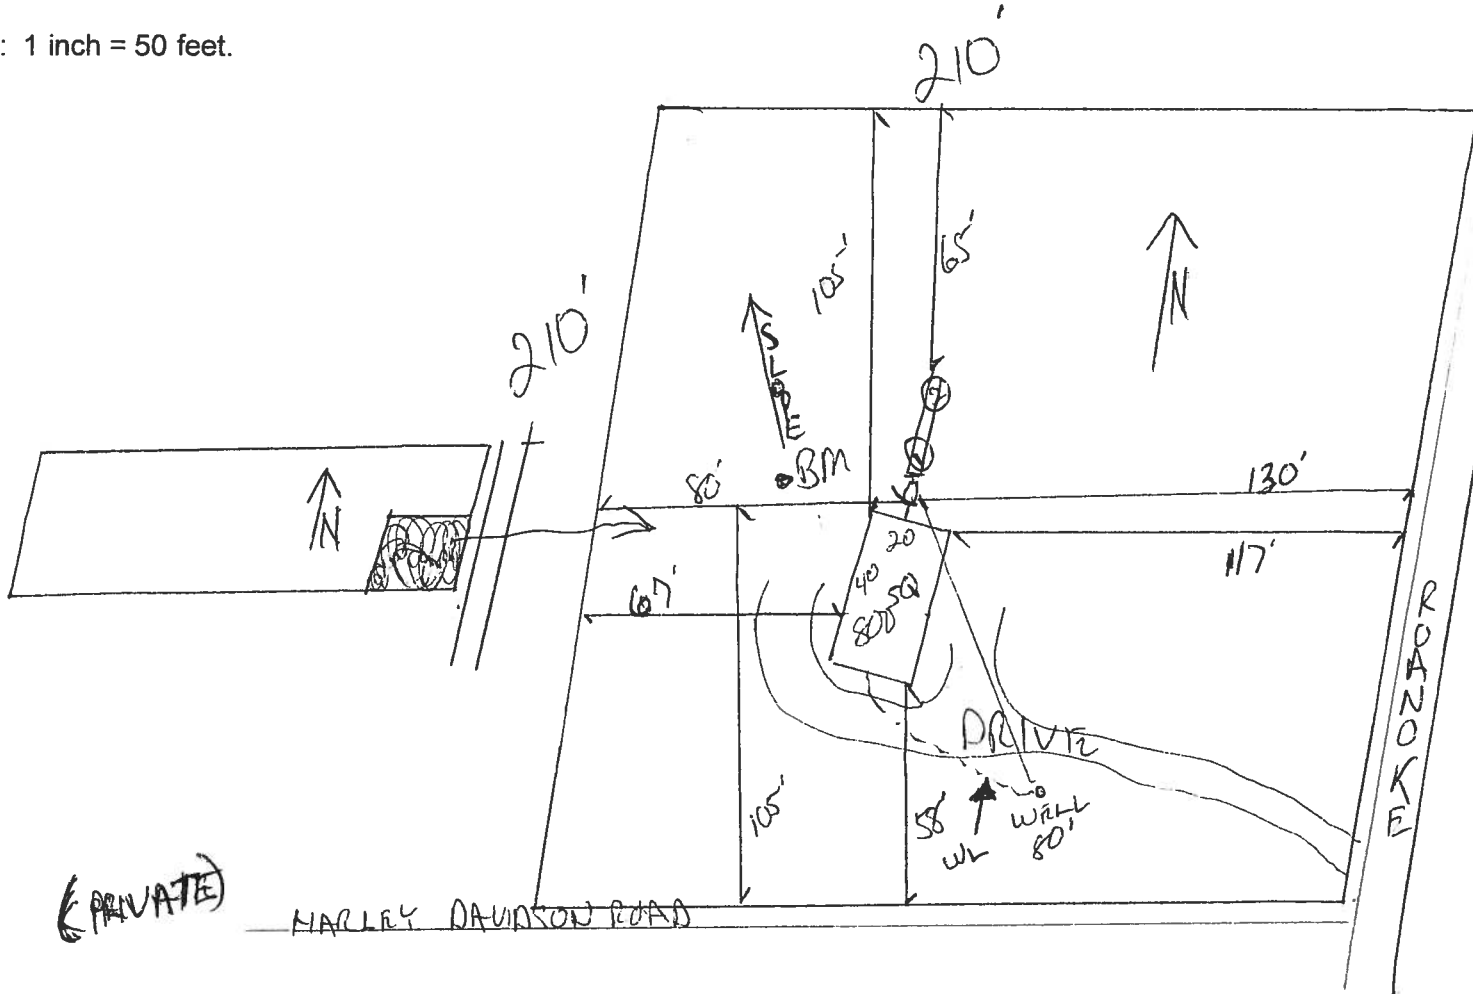 : 1 inch = 50 feet.
210'
105'
65'
N
210'
SLOPE
2
BM
80'
130'
N
20
117'
40
67'
800 SQ
ROANOKE
DRIVE
105'
58'
WELL
80'
WL
(PRIVATE)
HARLEY DAVIDSON ROAD